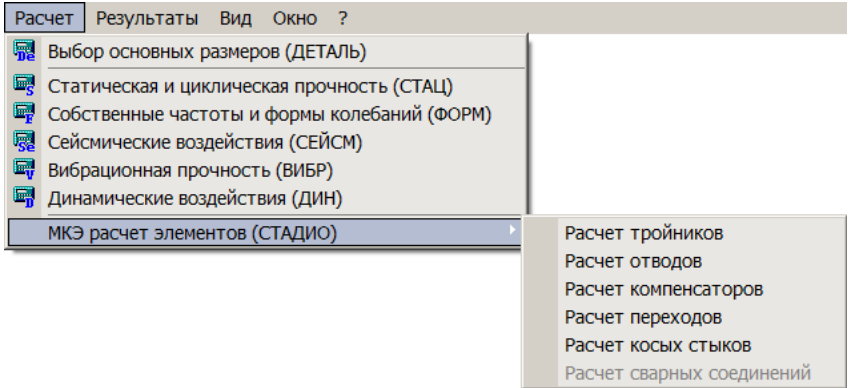 Расчет Результаты Вид Окно ?
Выбор основных размеров (ДЕТАЛЬ)
Статическая и циклическая прочность (СТАЦ)
Собственные частоты и формы колебаний (ФОРМ)
Сейсмические воздействия (СЕЙСМ)
Вибрационная прочность (ВИБР)
Динамические воздействия (ДИН)
МКЭ расчет элементов (СТАДИО)
Расчет тройников
Расчет отводов
Расчет компенсаторов
Расчет переходов
Расчет косых стыков
Расчет сварных соединений